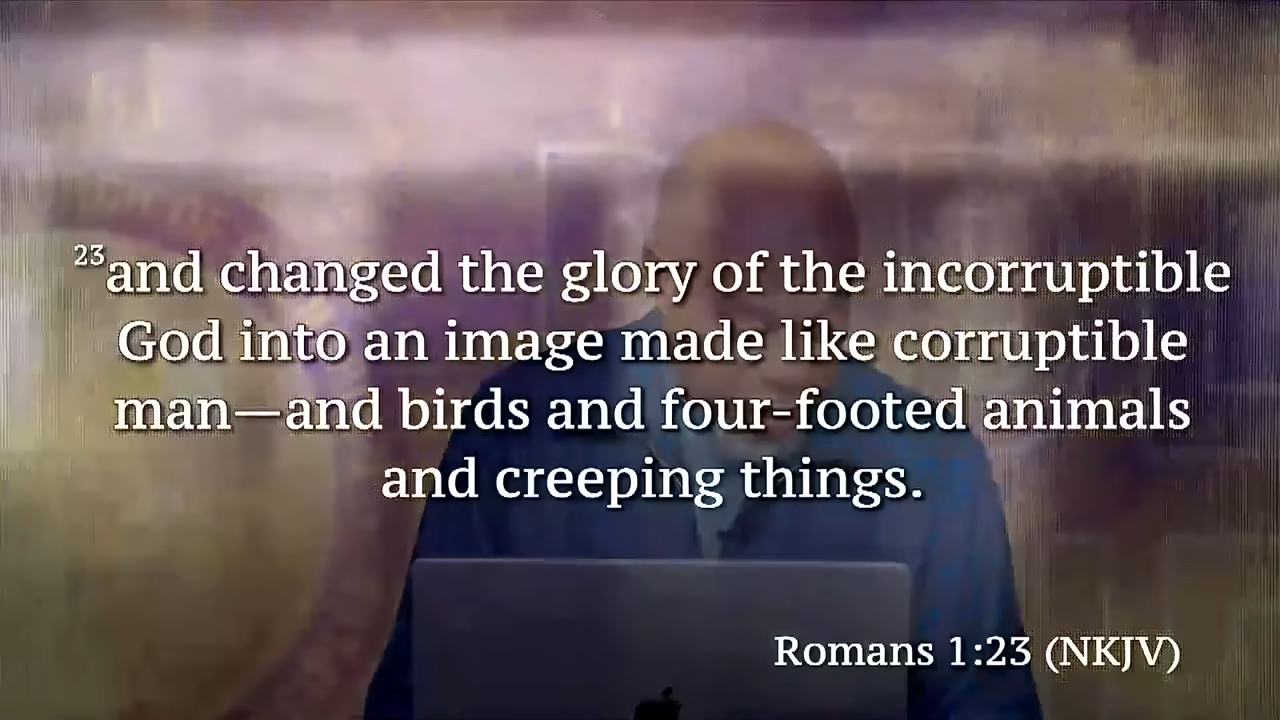 ²³and changed the glory of the incorruptible
God into an image made like corruptible
man—and birds and four-footed animals
and creeping things.
Romans 1:23 (NKJV)